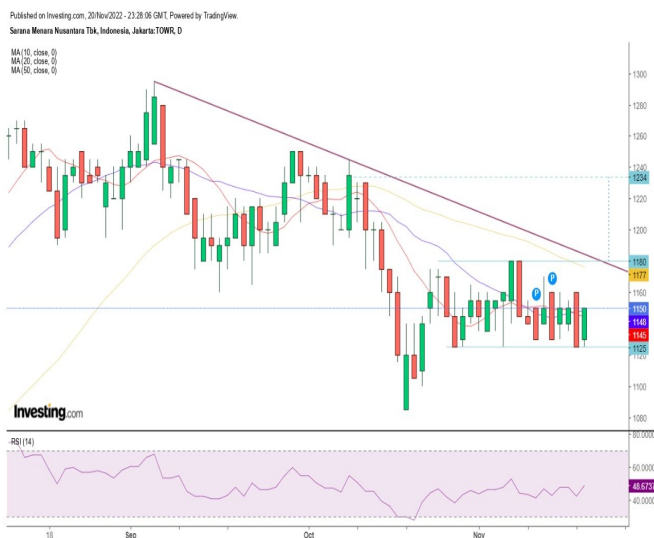 Published on Investing.com, 20/Nov/2022 - 23:28:06 GMT, Powered by TradingView.
Sarana Menara Nusantara Tbk, Indonesia, Jakarta:TOWR, D
MA (10, close, 0)
MA (20, close, 0)
MA (50, close, 0)
1300
1280
1260
1240
1234
1220
1200
1180
1177
1160
1150
1148
1145
1125
1120
1100
1080
P
P
Investing.com
RSI (14)
80.0000
60.0000
48.6737
40.0000
18
Sep
Oct
Nov